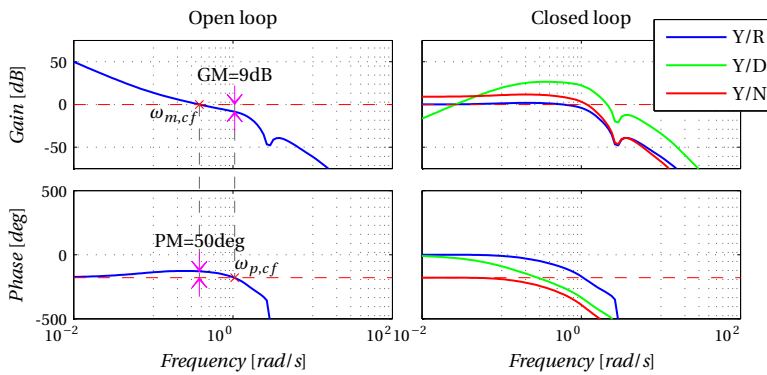 Open loop
Closed loop
Y/R
Y/D
Y/N
Gain [dB]
50
0
-50
GM=9dB
ω_{m,cf}
Phase [deg]
500
0
-500
PM=50deg
ω_{p,cf}
10^{-2} 10^{0} 10^{2}
10^{-2} 10^{0} 10^{2}
Frequency [rad/s]
Frequency [rad/s]